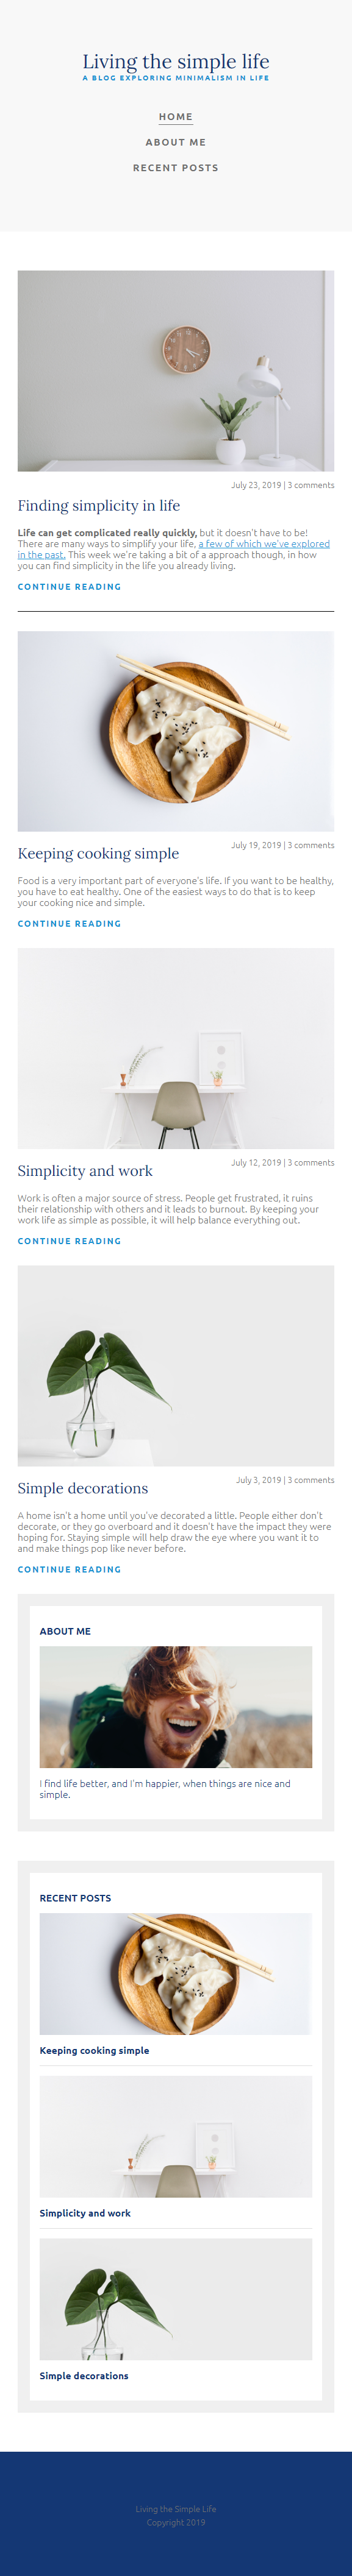 Living the simple life
A BLOG EXPLORING MINIMALISM IN LIFE
HOME
ABOUT ME
RECENT POSTS
July 23, 2019 | 3 comments
Finding simplicity in life
Life can get complicated really quickly, but it doesn't have to be!
There are many ways to simplify your life, a few of which we've explored
in the past. This week we're taking a bit of a approach though, in how
you can find simplicity in the life you already living.
CONTINUE READING
July 19, 2019 | 3 comments
Keeping cooking simple
Food is a very important part of everyone's life. If you want to be healthy,
you have to eat healthy. One of the easiest ways to do that is to keep
your cooking nice and simple.
CONTINUE READING
July 12, 2019 | 3 comments
Simplicity and work
Work is often a major source of stress. People get frustrated, it ruins
their relationship with others and it leads to burnout. By keeping your
work life as simple as possible, it will help balance everything out.
CONTINUE READING
July 3, 2019 | 3 comments
Simple decorations
A home isn't a home until you've decorated a little. People either don't
decorate, or they go overboard and it doesn't have the impact they were
hoping for. Staying simple will help draw the eye where you want it to
and make things pop like never before.
CONTINUE READING
ABOUT ME
I find life better, and I'm happier, when things are nice and
simple.
RECENT POSTS
Keeping cooking simple
Simplicity and work
Simple decorations
Living the Simple Life
Copyright 2019